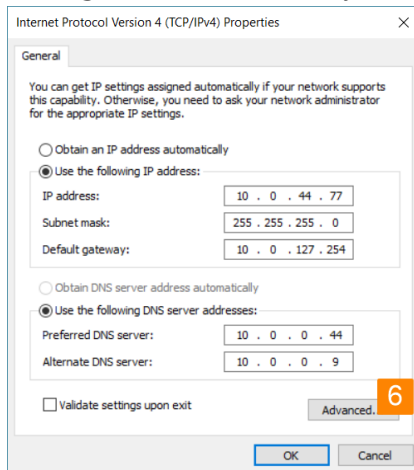 Internet Protocol Version 4 (TCP/IPv4) Properties
General
You can get IP settings assigned automatically if your network supports
this capability. Otherwise, you need to ask your network administrator
for the appropriate IP settings.
Obtain an IP address automatically
Use the following IP address:
IP address: 10 . 0 . 44 . 77
Subnet mask: 255 . 255 . 255 . 0
Default gateway: 10 . 0 . 127 . 254
Obtain DNS server address automatically
Use the following DNS server addresses:
Preferred DNS server: 10 . 0 . 0 . 44
Alternate DNS server: 10 . 0 . 0 . 9
6
Validate settings upon exit Advanced..
OK Cancel